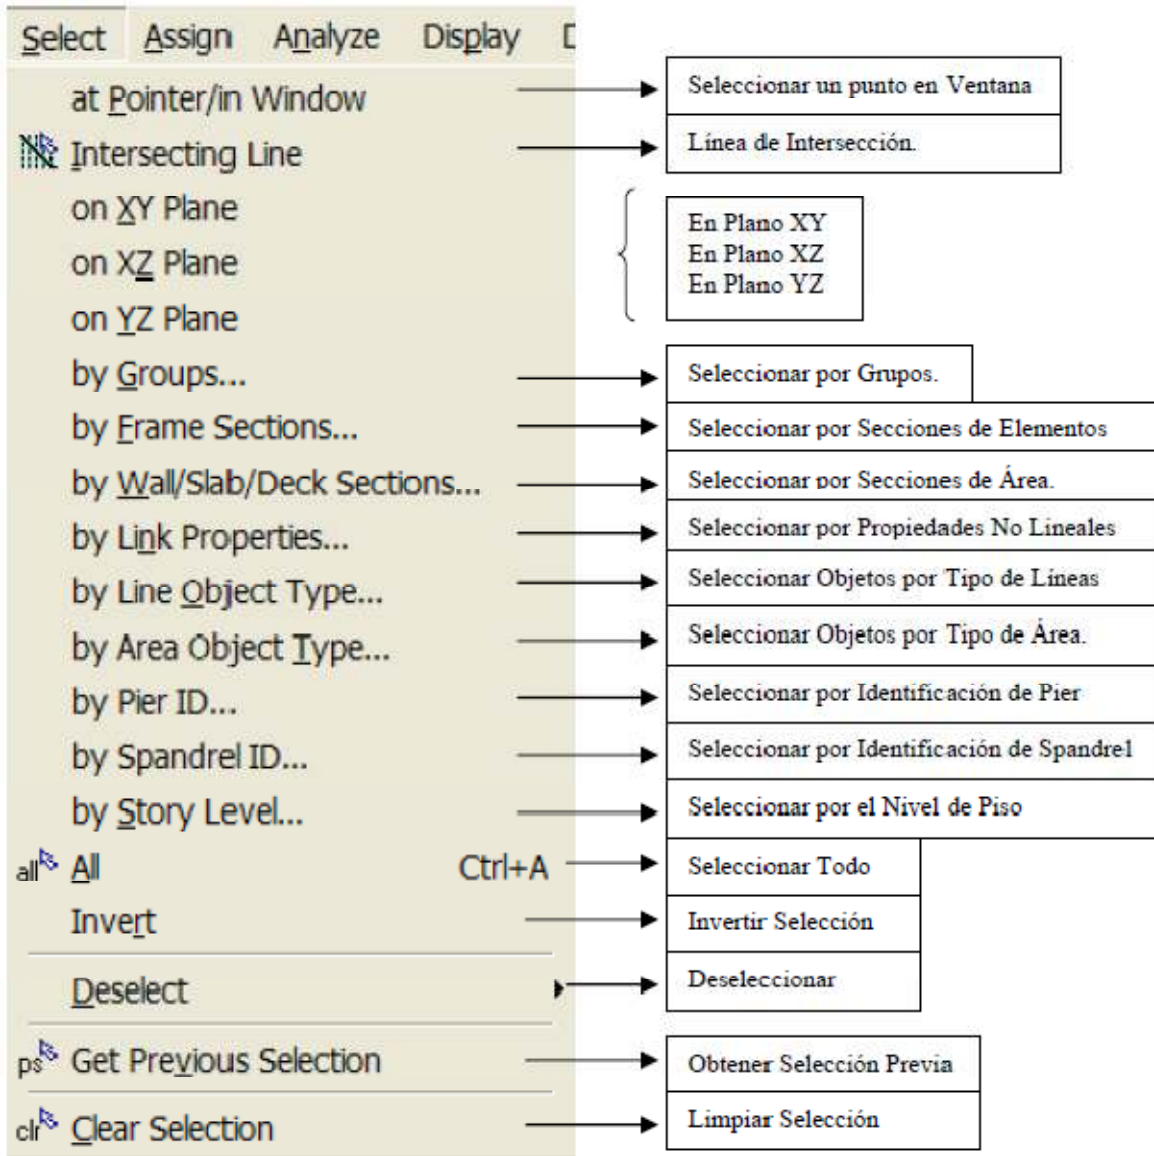 Select Assign Analyze Display
at Pointer/in Window Seleccionar un punto en Ventana
Intersecting Line Línea de Intersección.
on XY Plane En Plano XY
on XZ Plane En Plano XZ
on YZ Plane En Plano YZ
by Groups... Seleccionar por Grupos.
by Frame Sections... Seleccionar por Secciones de Elementos
by Wall/Slab/Deck Sections... Seleccionar por Secciones de Área.
by Link Properties... Seleccionar por Propiedades No Lineales
by Line Object Type... Seleccionar Objetos por Tipo de Líneas
by Area Object Type... Seleccionar Objetos por Tipo de Área.
by Pier ID... Seleccionar por Identificación de Pier
by Spandrel ID... Seleccionar por Identificación de Spandrel
by Story Level... Seleccionar por el Nivel de Piso
all All Ctrl+A Seleccionar Todo
Invert Invertir Selección
Deselect Deseleccionar
ps Get Previous Selection Obtener Selección Previa
clr Clear Selection Limpiar Selección